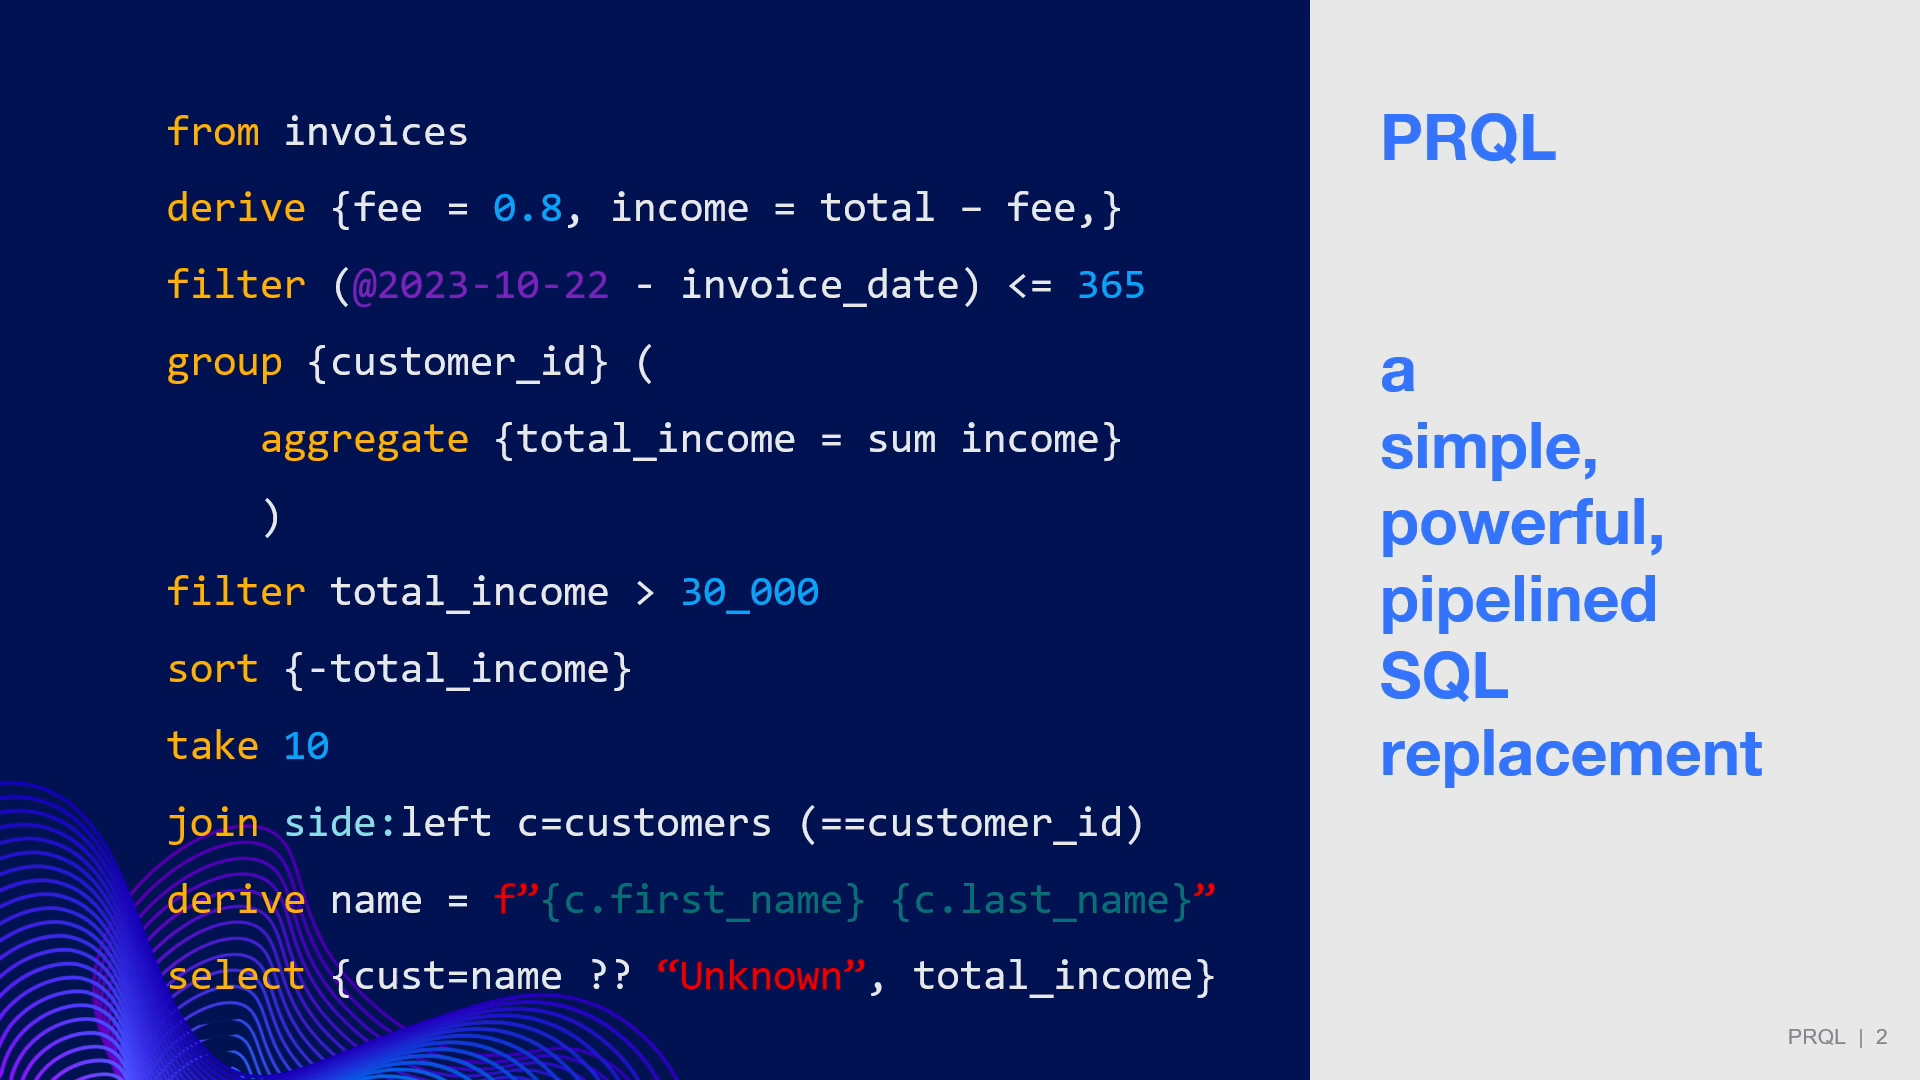 from invoices
derive {fee = 0.8, income = total – fee,}
filter (@2023-10-22 - invoice_date) <= 365
group {customer_id} (
    aggregate {total_income = sum income}
    )
filter total_income > 30_000
sort {-total_income}
take 10
join side:left c=customers (==customer_id)
derive name = f”{c.first_name} {c.last_name}”
select {cust=name ?? “Unknown”, total_income}
PRQL
a
simple,
powerful,
pipelined
SQL
replacement
PRQL | 2